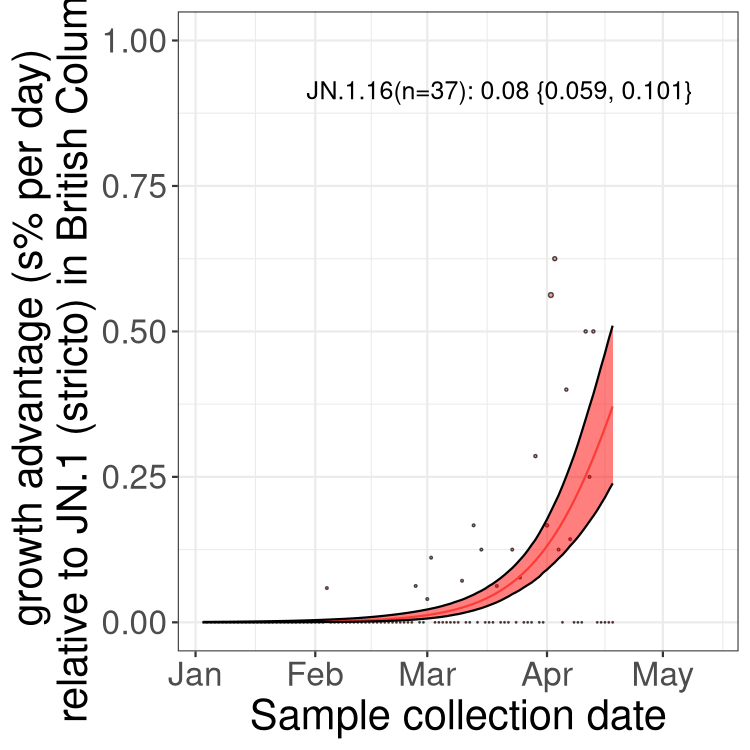 growth advantage (s% per day)
relative to JN.1 (stricto) in British Colum
1.00
0.75
0.50
0.25
0.00
JN.1.16(n=37): 0.08 {0.059, 0.101}
Jan Feb Mar Apr May
Sample collection date